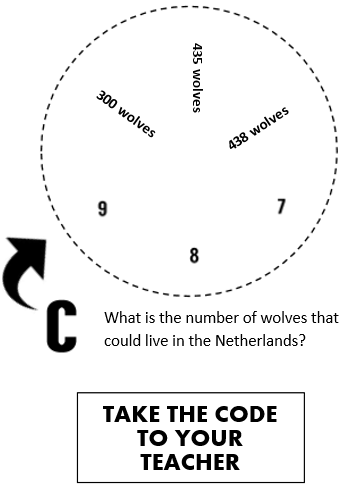 435 wolves
300 wolves
438 wolves
9
7
8
C
What is the number of wolves that
could live in the Netherlands?
TAKE THE CODE
TO YOUR
TEACHER